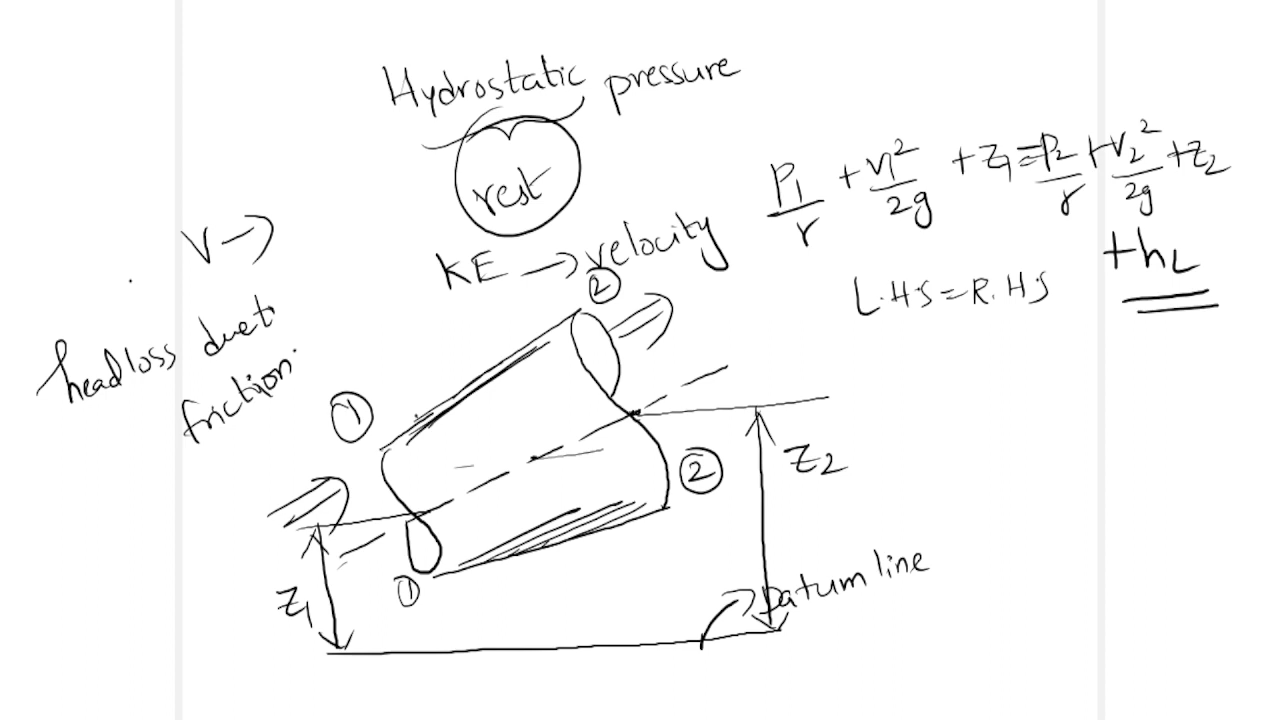 Hydrostatic pressure
rest
V →
KE → velocity
P1/r + v1²/2g + Z1 = P2/r + v2²/2g + Z2
+ hL
L.H.S = R.H.S
headloss due to
friction.
②
①
②
Z2
Z1
①
Datum line